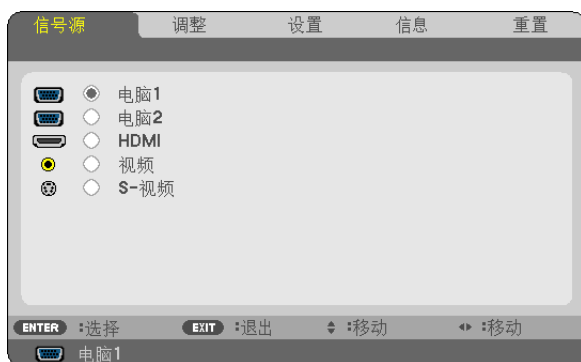 信号源 调整 设置 信息 重置
电脑1
电脑2
HDMI
视频
S-视频
ENTER :选择 EXIT :退出 :移动 :移动
电脑1